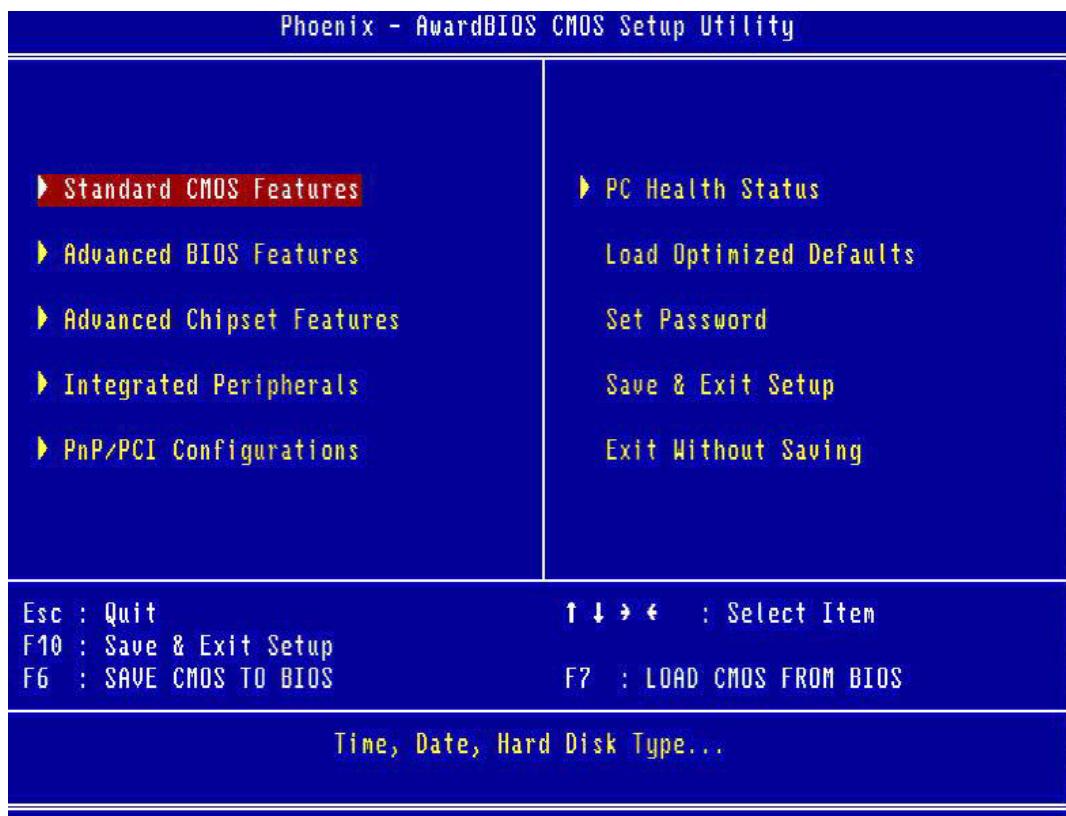 Phoenix - AwardBIOS CMOS Setup Utility
Standard CMOS Features
Advanced BIOS Features
Advanced Chipset Features
Integrated Peripherals
PnP/PCI Configurations
PC Health Status
Load Optimized Defaults
Set Password
Save & Exit Setup
Exit Without Saving
Esc : Quit
F10 : Save & Exit Setup
F6 : SAVE CMOS TO BIOS
↑ ↓ → ← : Select Item
F7 : LOAD CMOS FROM BIOS
Time, Date, Hard Disk Type...